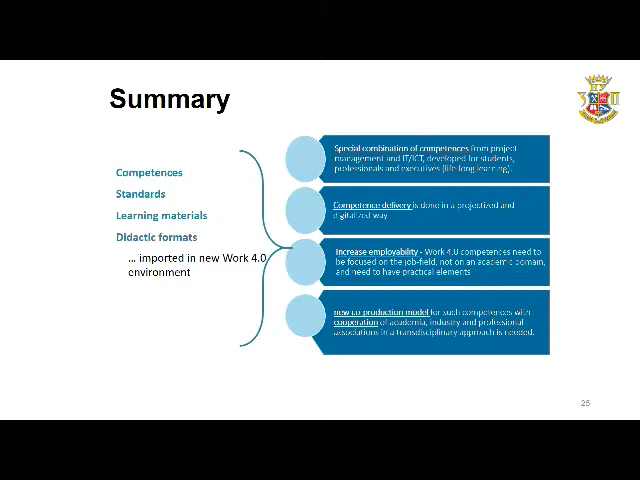 Summary
Competences
Standards
Learning materials
Didactic formats
... imported in new Work 4.0
environment
Special combination of competences from project
management and IT/ICT, developed for students,
professionals and executives (life-long learning).
Competence delivery is done in a projectized and
digitalized way
Increase employability - Work 4.0 competences need to
be focused on the job-field, not on an academic domain,
and need to have practical elements
new co-production model for such competences with
cooperation of academia, industry and professional
associations in a transdisciplinary approach is needed.
25